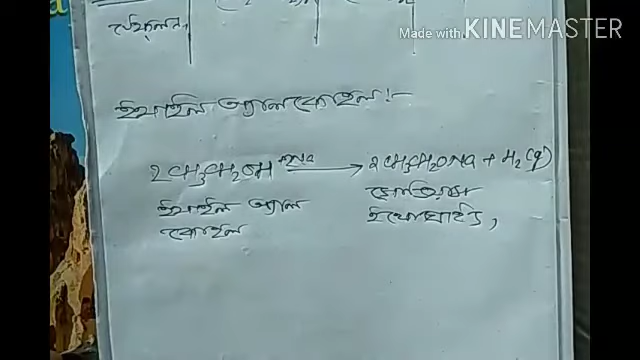 Made with KINEMASTER
ইথাইল অ্যালকোহল :-
2CH3CH2OH +2Na → 2CH3CH2ONa + H2(g)
ইথাইল অ্যাল সোডিয়াম
কোহল ইথোক্সাইড,